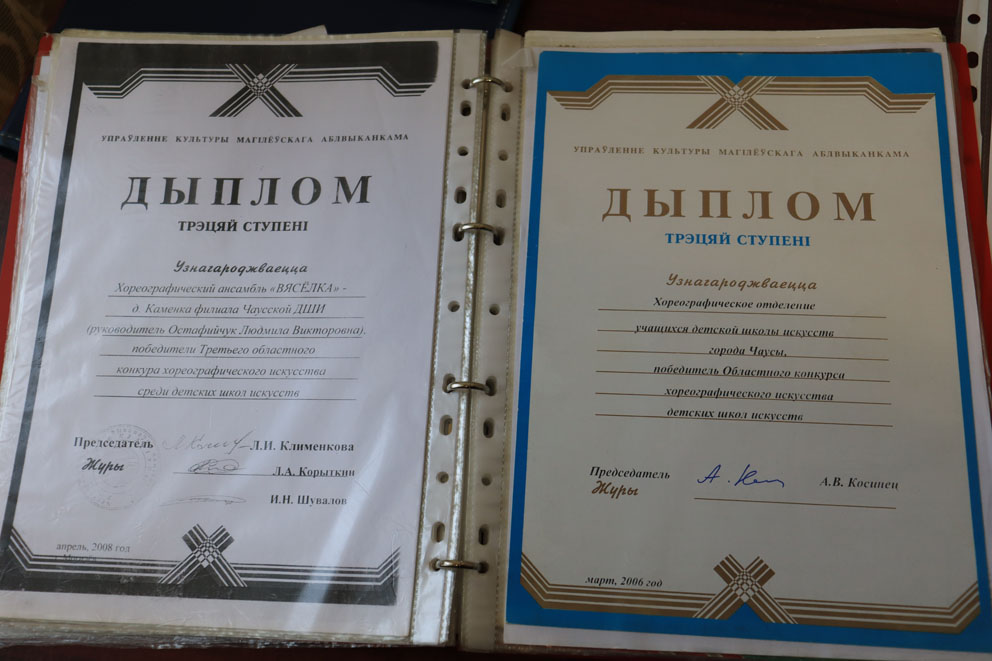 УПРАЎЛЕННЕ КУЛЬТУРЫ МАГІЛЁЎСКАГА АБЛВЫКАНКАМА
ДЫПЛОМ
ТРЭЦЯЙ СТУПЕНІ
Узнагароджваецца
Хореографический ансамбль «ВЯСЁЛКА» -
д. Каменка филиала Чаусской ДШИ
(руководитель Остафийчук Людмила Викторовна),
победители Третьего областного
конкура хореографического искусства
среди детских школ искусств
Председатель Л.И. Клименкова
Журы Л.А. Корыткин
И.Н. Шувалов
апрель, 2008 год
УПРАЎЛЕННЕ КУЛЬТУРЫ МАГІЛЁЎСКАГА АБЛВЫКАНКАМА
ДЫПЛОМ
ТРЭЦЯЙ СТУПЕНІ
Узнагароджваецца
Хореографическое отделение
учащихся детской школы искусств
города Чаусы,
победитель Областного конкурса
хореографического искусства
детских школ искусств
Председатель А.В. Косинец
Журы
март, 2006 год